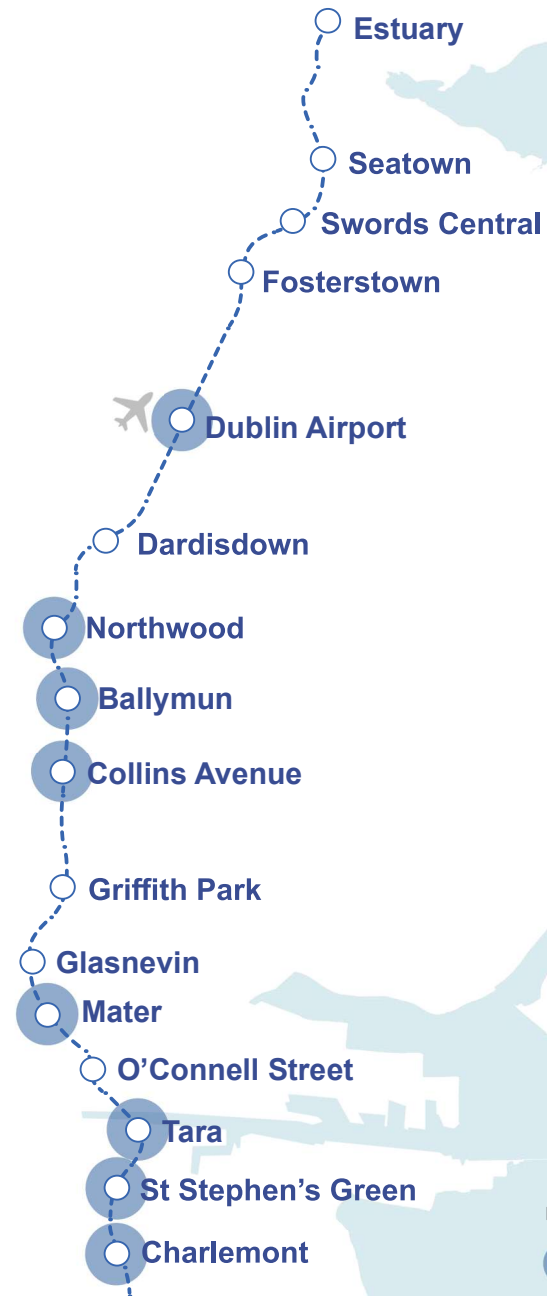 Estuary
Seatown
Swords Central
Fosterstown
Dublin Airport
Dardisdown
Northwood
Ballymun
Collins Avenue
Griffith Park
Glasnevin
Mater
O’Connell Street
Tara
St Stephen’s Green
Charlemont